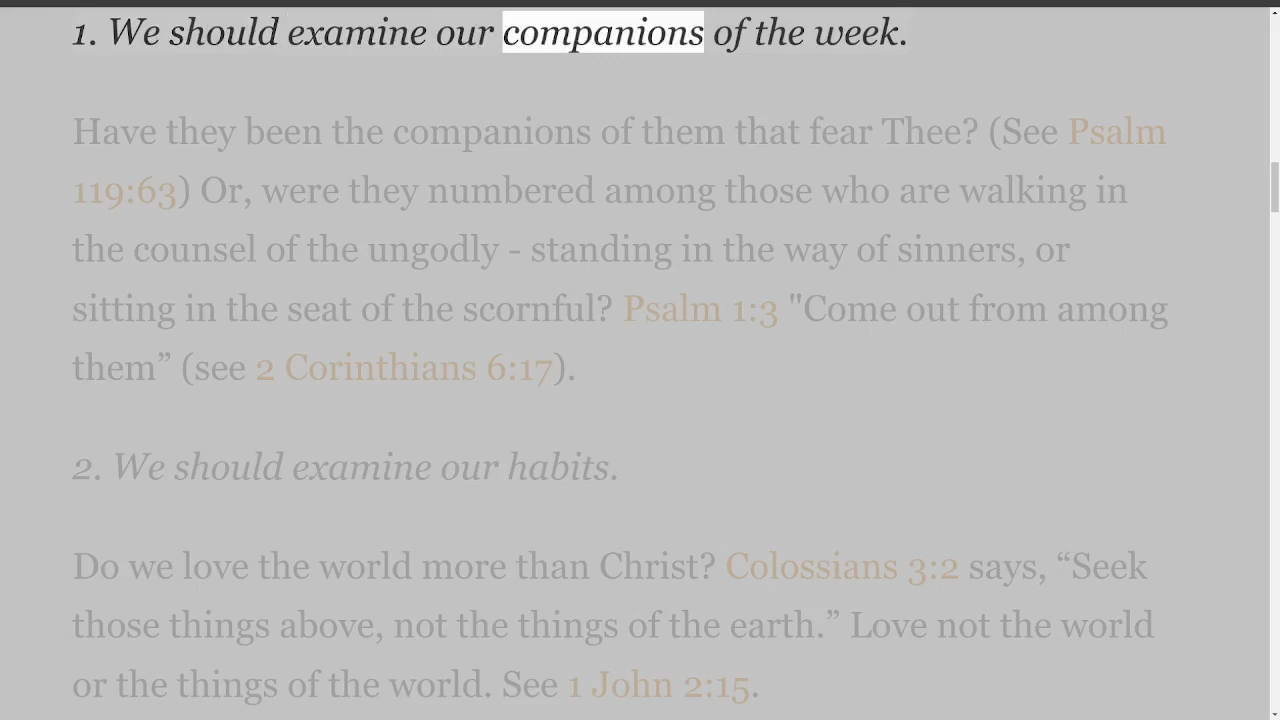 1. We should examine our companions of the week.
Have they been the companions of them that fear Thee? (See Psalm
119:63) Or, were they numbered among those who are walking in
the counsel of the ungodly - standing in the way of sinners, or
sitting in the seat of the scornful? Psalm 1:3 "Come out from among
them” (see 2 Corinthians 6:17).
2. We should examine our habits.
Do we love the world more than Christ? Colossians 3:2 says, “Seek
those things above, not the things of the earth.” Love not the world
or the things of the world. See 1 John 2:15.